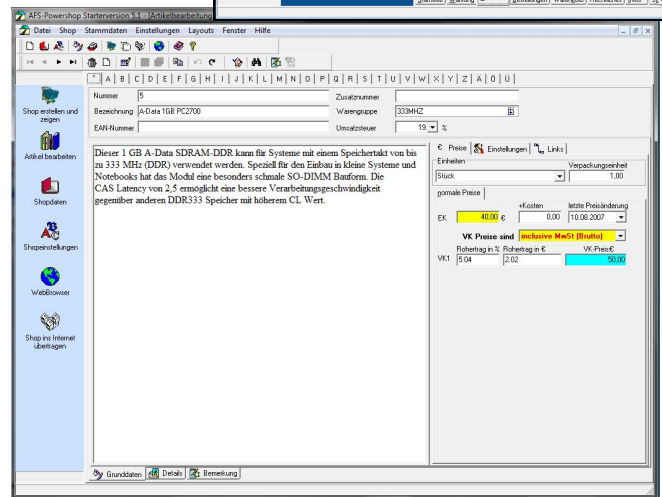 AFS-Powershop Starterversion 5.1 - [Artikelbearbeitung
Datei Shop Stammdaten Einstellungen Layouts Fenster Hilfe
* A B C D E F G H I J K L M N O P Q R S T U V W X Y Z Ä Ö Ü
Nummer 5 Zusatznummer
Bezeichnung A-Data 1GB PC2700 Warengruppe 333MHZ
EAN-Nummer Umsatzsteuer 19 %
Shop erstellen und
zeigen
Artikel bearbeiten
Shopdaten
Shopeinstellungen
WebBrowser
Shop ins Internet
übertragen
Dieser 1 GB A-Data SDRAM-DDR kann für Systeme mit einem Speichertakt von bis
zu 333 MHz (DDR) verwendet werden. Speziell für den Einbau in kleine Systeme und
Notebooks hat das Modul eine besonders schmale SO-DIMM Bauform. Die
CAS Latency von 2,5 ermöglicht eine bessere Verarbeitungsgeschwindigkeit
gegenüber anderen DDR333 Speicher mit höherem CL Wert.
€ Preise Einstellungen Links
Einheiten Verpackungseinheit
Stück 1,00
normale Preise
+Kosten letzte Preisänderung
EK 40,00 € 0,00 10.08.2007
VK Preise sind inclusive MwSt (Brutto)
Rohertrag in % Rohertrag in € VK-Preis€
VK1 5.04 2.02 50,00
Grunddaten Details Bemerkung